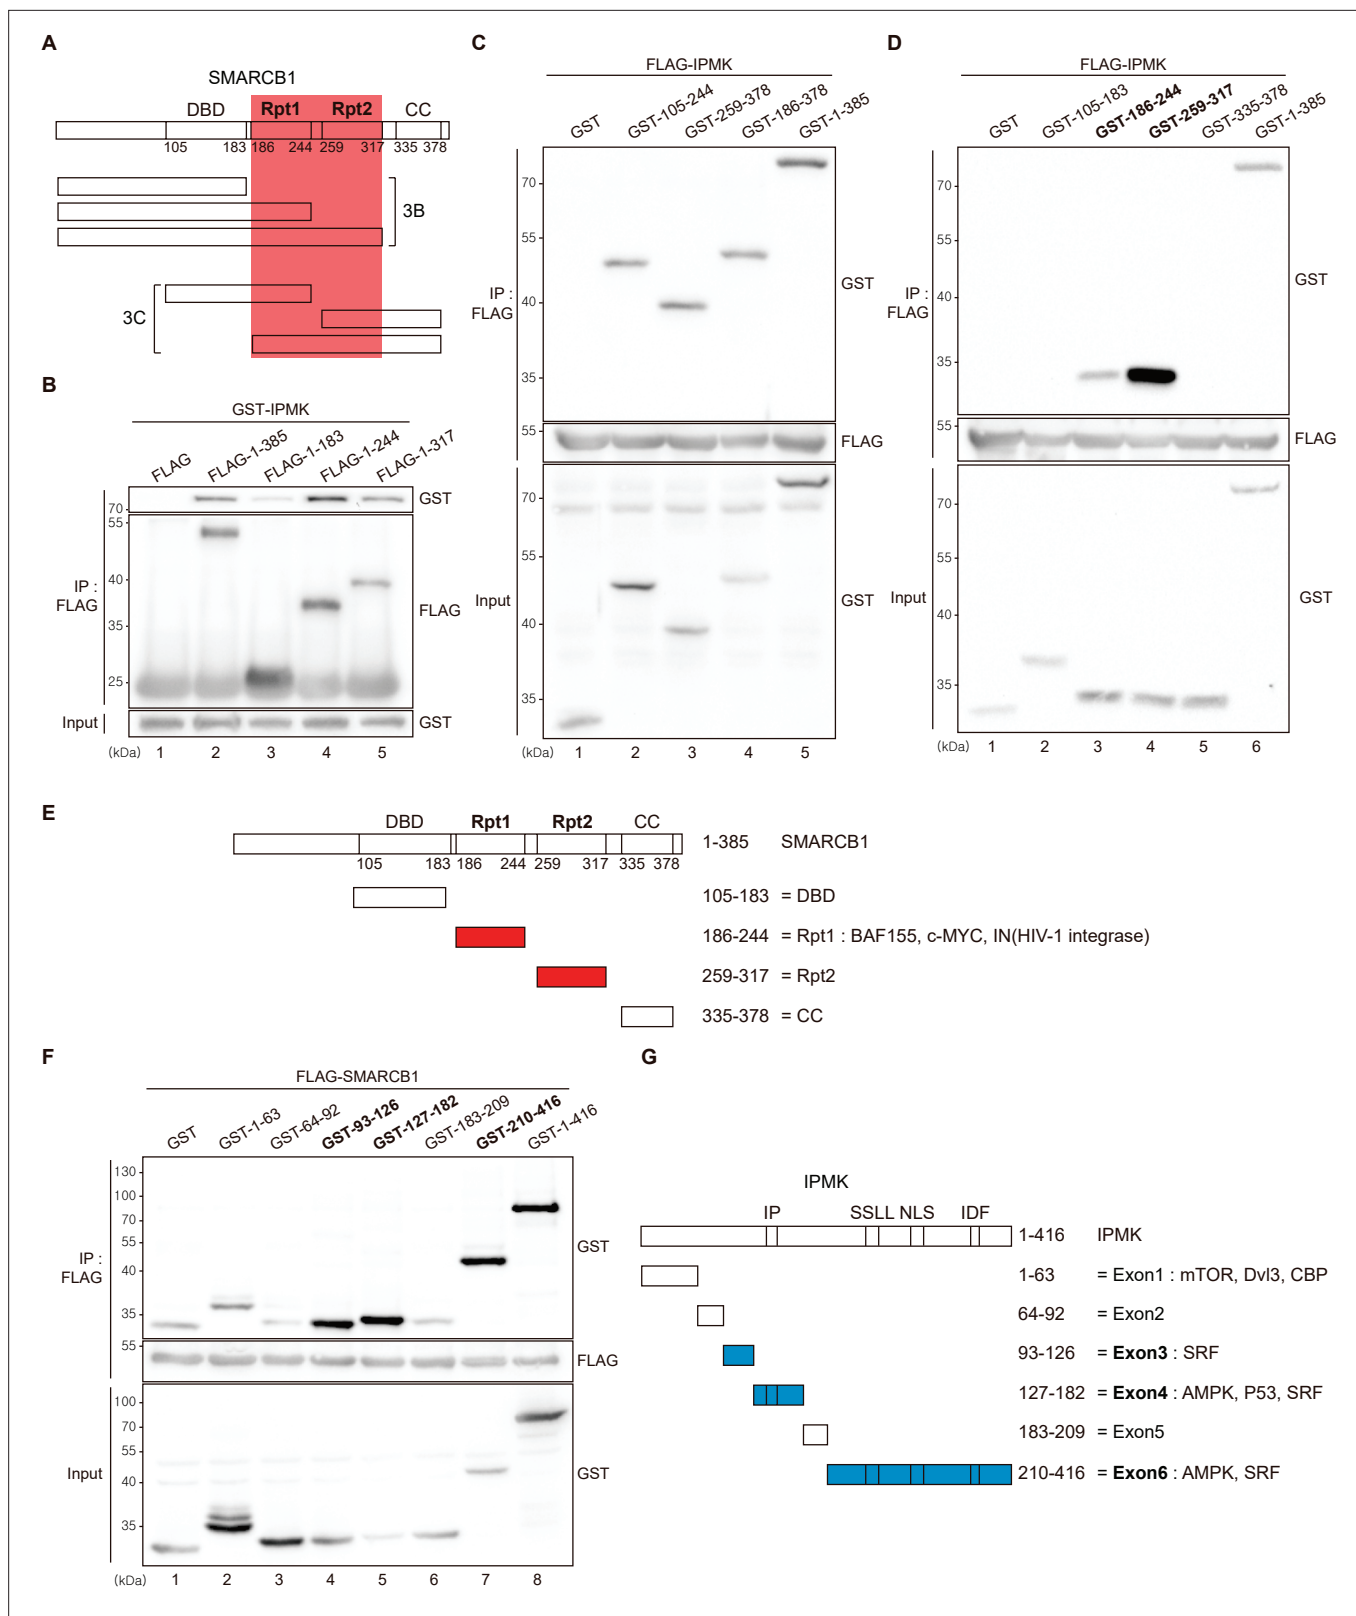 A
SMARCB1
DBD Rpt1 Rpt2 CC
105 183 186 244 259 317 335 378
3B
3C
B
GST-IPMK
FLAG FLAG-1-385 FLAG-1-183 FLAG-1-244 FLAG-1-317
70 GST
55
40
35
25
IP :
FLAG
FLAG
Input GST
(kDa) 1 2 3 4 5
C
FLAG-IPMK
GST GST-105-244 GST-259-378 GST-186-378 GST-1-385
70
55
40
35
IP :
FLAG
GST
55 FLAG
70
55
40
35
Input GST
(kDa) 1 2 3 4 5
D
FLAG-IPMK
GST GST-105-183 GST-186-244 GST-259-317 GST-335-378 GST-1-385
70
55
40
35
IP :
FLAG
GST
55 FLAG
70
55
40
35
Input GST
(kDa) 1 2 3 4 5 6
E
DBD Rpt1 Rpt2 CC
1-385 SMARCB1
105 183 186 244 259 317 335 378
105-183 = DBD
186-244 = Rpt1 : BAF155, c-MYC, IN(HIV-1 integrase)
259-317 = Rpt2
335-378 = CC
F
FLAG-SMARCB1
GST GST-1-63 GST-64-92 GST-93-126 GST-127-182 GST-183-209 GST-210-416 GST-1-416
130
100
70
55
40
35
IP :
FLAG
GST
55 FLAG
100
70
55
40
35
Input GST
(kDa) 1 2 3 4 5 6 7 8
G
IPMK
IP SSLL NLS IDF
1-416 IPMK
1-63 = Exon1 : mTOR, Dvl3, CBP
64-92 = Exon2
93-126 = Exon3 : SRF
127-182 = Exon4 : AMPK, P53, SRF
183-209 = Exon5
210-416 = Exon6 : AMPK, SRF